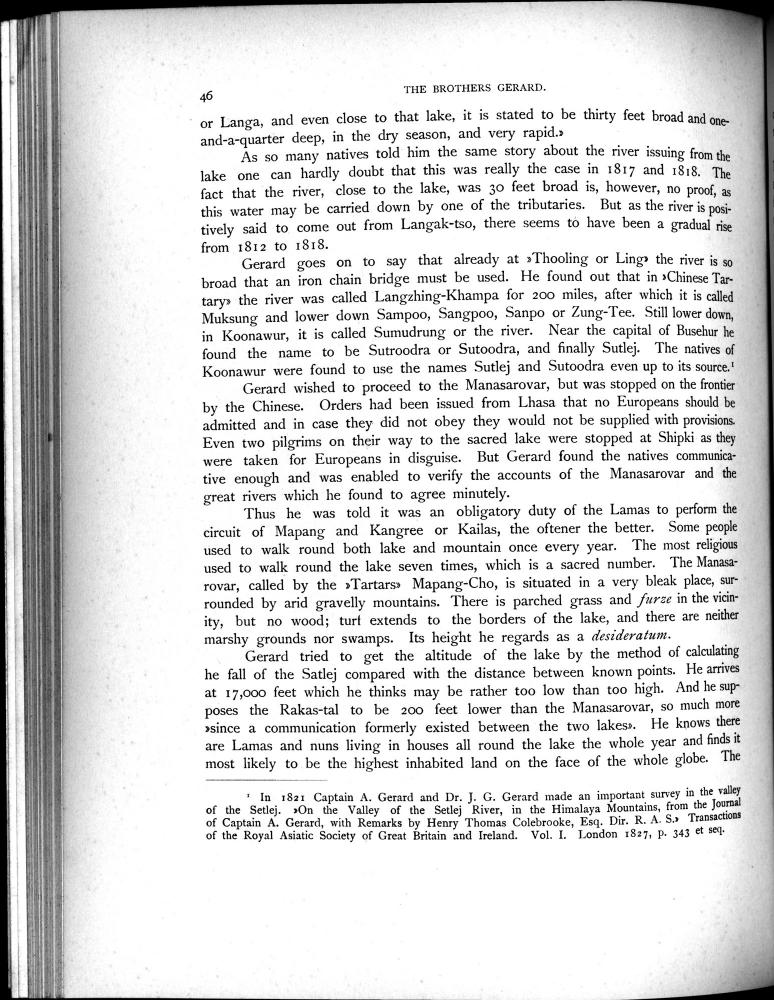 46
THE BROTHERS GERARD.
or Langa, and even close to that lake, it is stated to be thirty feet broad and one-
and-a-quarter deep, in the dry season, and very rapid.»
As so many natives told him the same story about the river issuing from the
lake one can hardly doubt that this was really the case in 1817 and 1818. The
fact that the river, close to the lake, was 30 feet broad is, however, no proof, as
this water may be carried down by one of the tributaries. But as the river is posi-
tively said to come out from Langak-tso, there seems to have been a gradual rise
from 1812 to 1818.
Gerard goes on to say that already at »Thooling or Ling» the river is so
broad that an iron chain bridge must be used. He found out that in »Chinese Tar-
tary» the river was called Langzhing-Khampa for 200 miles, after which it is called
Muksung and lower down Sampoo, Sangpoo, Sanpo or Zung-Tee. Still lower down,
in Koonawur, it is called Sumudrung or the river. Near the capital of Busehur he
found the name to be Sutroodra or Sutoodra, and finally Sutlej. The natives of
Koonawur were found to use the names Sutlej and Sutoodra even up to its source.¹
Gerard wished to proceed to the Manasarovar, but was stopped on the frontier
by the Chinese. Orders had been issued from Lhasa that no Europeans should be
admitted and in case they did not obey they would not be supplied with provisions.
Even two pilgrims on their way to the sacred lake were stopped at Shipki as they
were taken for Europeans in disguise. But Gerard found the natives communica-
tive enough and was enabled to verify the accounts of the Manasarovar and the
great rivers which he found to agree minutely.
Thus he was told it was an obligatory duty of the Lamas to perform the
circuit of Mapang and Kangree or Kailas, the oftener the better. Some people
used to walk round both lake and mountain once every year. The most religious
used to walk round the lake seven times, which is a sacred number. The Manasa-
rovar, called by the »Tartars» Mapang-Cho, is situated in a very bleak place, sur-
rounded by arid gravelly mountains. There is parched grass and furze in the vicin-
ity, but no wood; turf extends to the borders of the lake, and there are neither
marshy grounds nor swamps. Its height he regards as a desideratum.
Gerard tried to get the altitude of the lake by the method of calculating
he fall of the Satlej compared with the distance between known points. He arrives
at 17,000 feet which he thinks may be rather too low than too high. And he sup-
poses the Rakas-tal to be 200 feet lower than the Manasarovar, so much more
»since a communication formerly existed between the two lakes». He knows there
are Lamas and nuns living in houses all round the lake the whole year and finds it
most likely to be the highest inhabited land on the face of the whole globe. The
¹ In 1821 Captain A. Gerard and Dr. J. G. Gerard made an important survey in the valley
of the Setlej. »On the Valley of the Setlej River, in the Himalaya Mountains, from the Journal
of Captain A. Gerard, with Remarks by Henry Thomas Colebrooke, Esq. Dir. R. A. S.» Transactions
of the Royal Asiatic Society of Great Britain and Ireland. Vol. I. London 1827, p. 343 et seq.